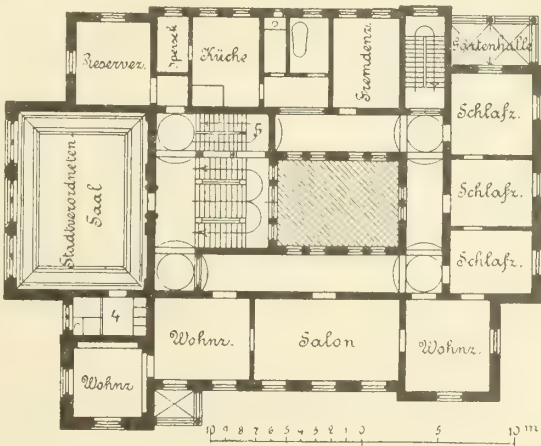 Reservez.
Speisek
Küche
Fremdenz.
Gartenhalle
Schlafz.
Stadtverordneten-
Saal
Schlafz.
Schlafz.
4
Wohnz.
Salon
Wohnz.
Wohnz
10 9 8 7 6 5 4 3 2 1 0 5 10 m